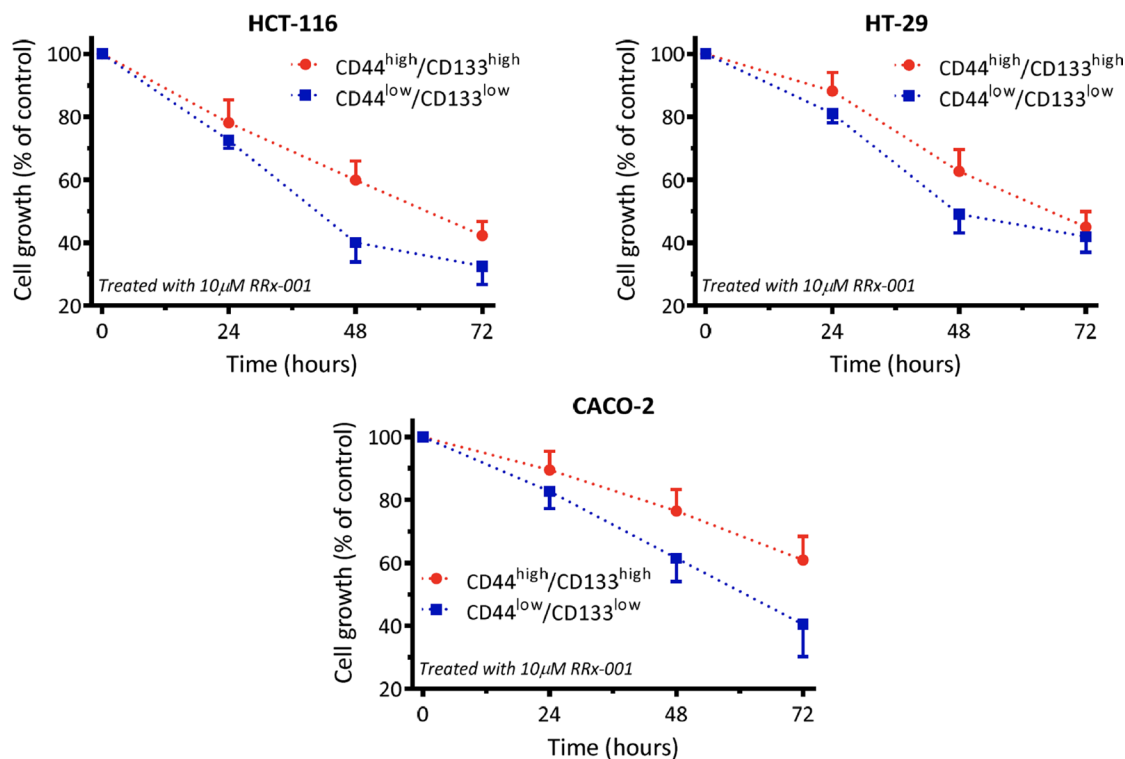 HCT-116
Cell growth (% of control)
100
80
60
40
20
CD44high/CD133high
CD44low/CD133low
Treated with 10μM RRx-001
0 24 48 72
Time (hours)
HT-29
Cell growth (% of control)
100
80
60
40
20
CD44high/CD133high
CD44low/CD133low
Treated with 10μM RRx-001
0 24 48 72
Time (hours)
CACO-2
Cell growth (% of control)
100
80
60
40
20
CD44high/CD133high
CD44low/CD133low
Treated with 10μM RRx-001
0 24 48 72
Time (hours)